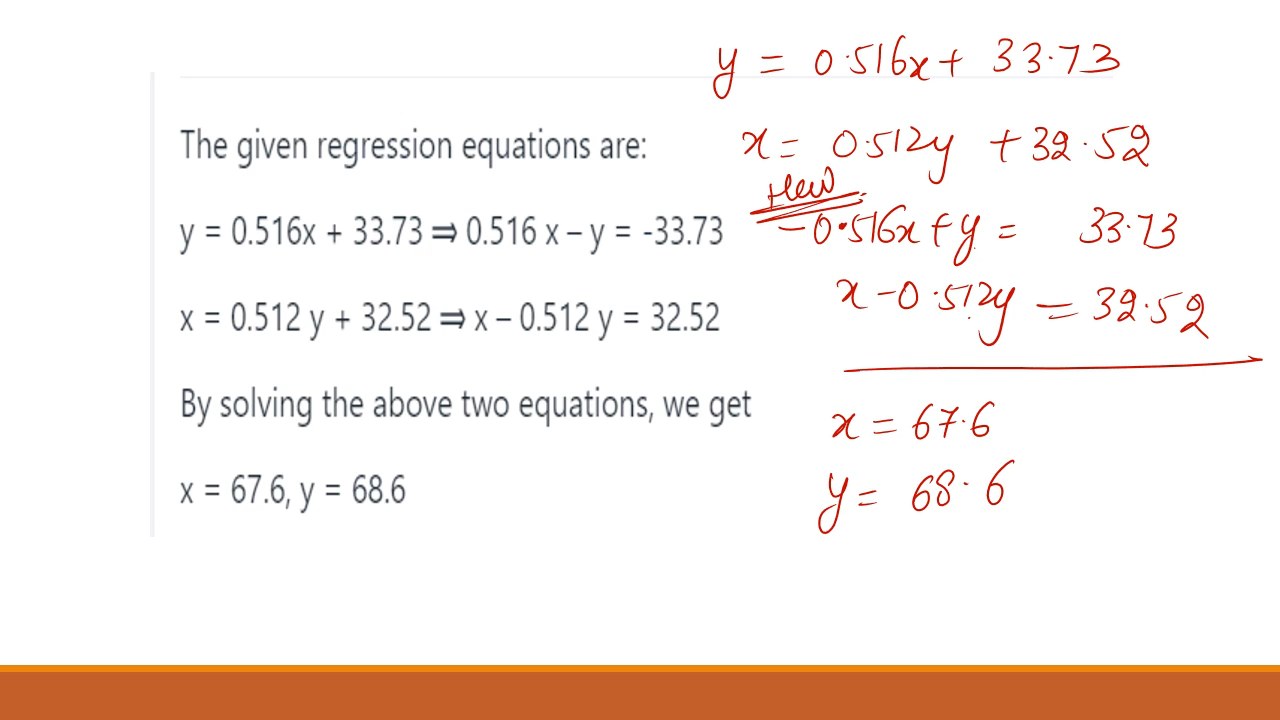 The given regression equations are:
y = 0.516x + 33.73 ⇒ 0.516 x – y = -33.73
x = 0.512 y + 32.52 ⇒ x – 0.512 y = 32.52
By solving the above two equations, we get
x = 67.6, y = 68.6
y = 0.516x + 33.73
x = 0.512y + 32.52
-0.516x + y = 33.73
x - 0.512y = 32.52
x = 67.6
y = 68.6